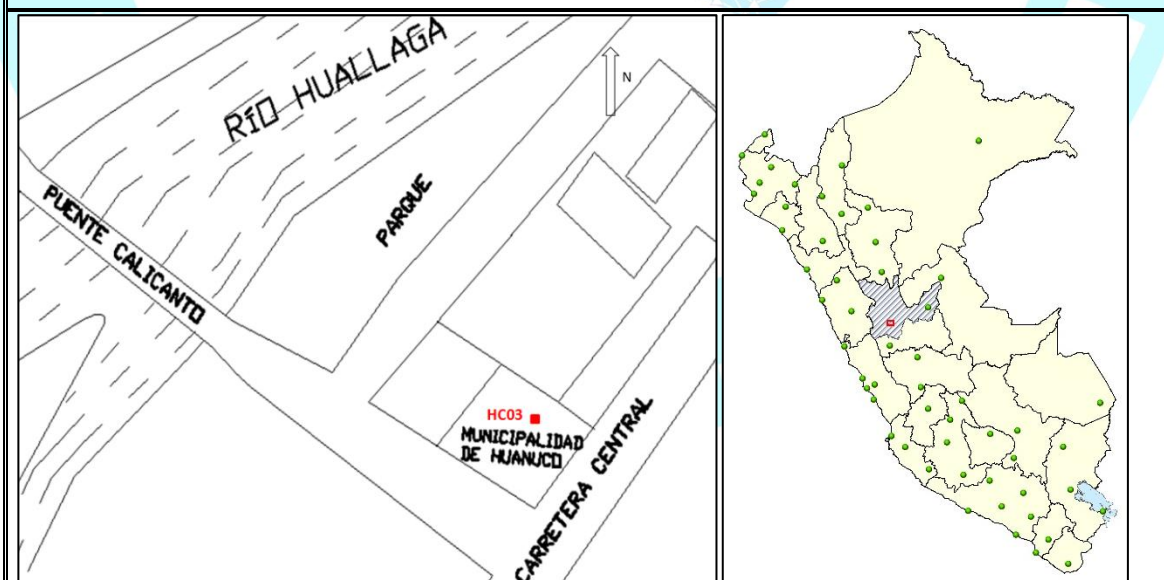 RÍO HUALLAGA
N
PARQUE
PUENTE CALICANTO
HC03
MUNICIPALIDAD
DE HUANUCO
CARRETERA CENTRAL